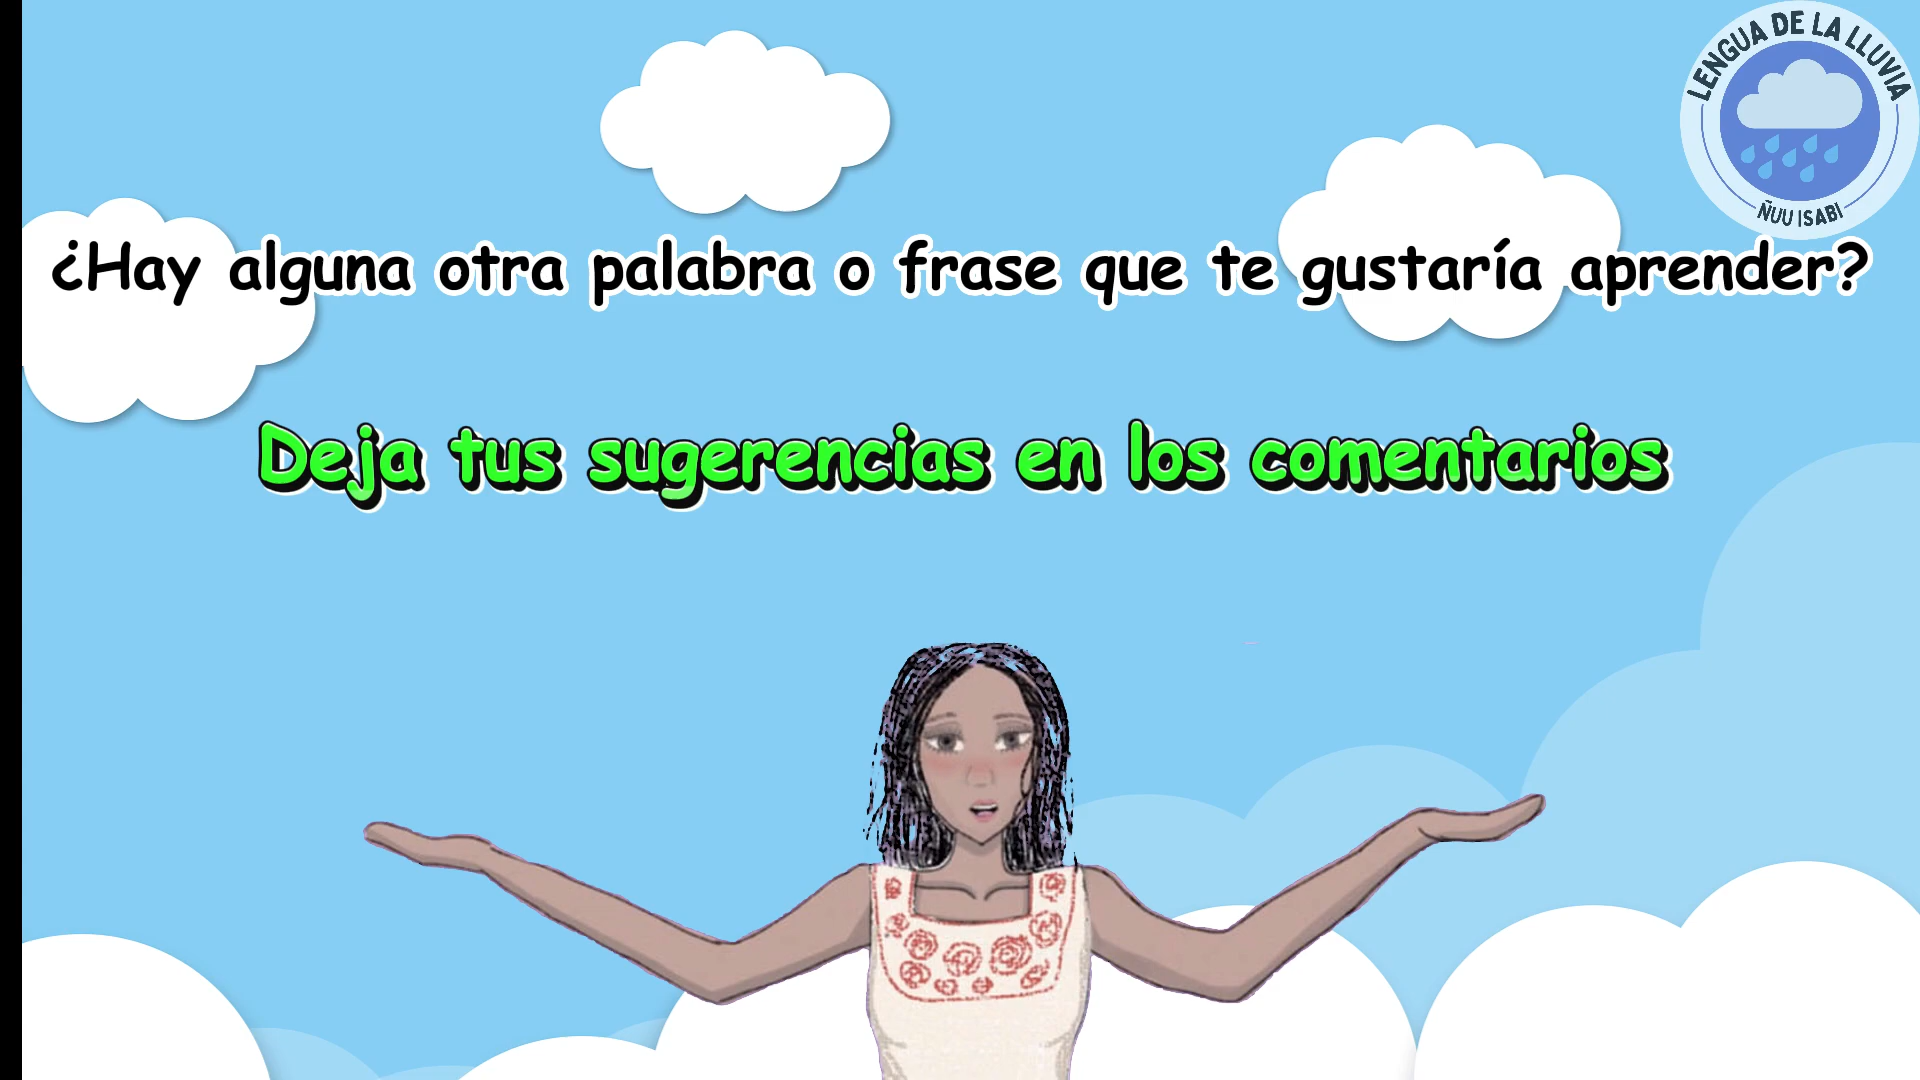 LENGUA DE LA LLUVIA
ÑUU ISABI
¿Hay alguna otra palabra o frase que te gustaría aprender?
Deja tus sugerencias en los comentarios